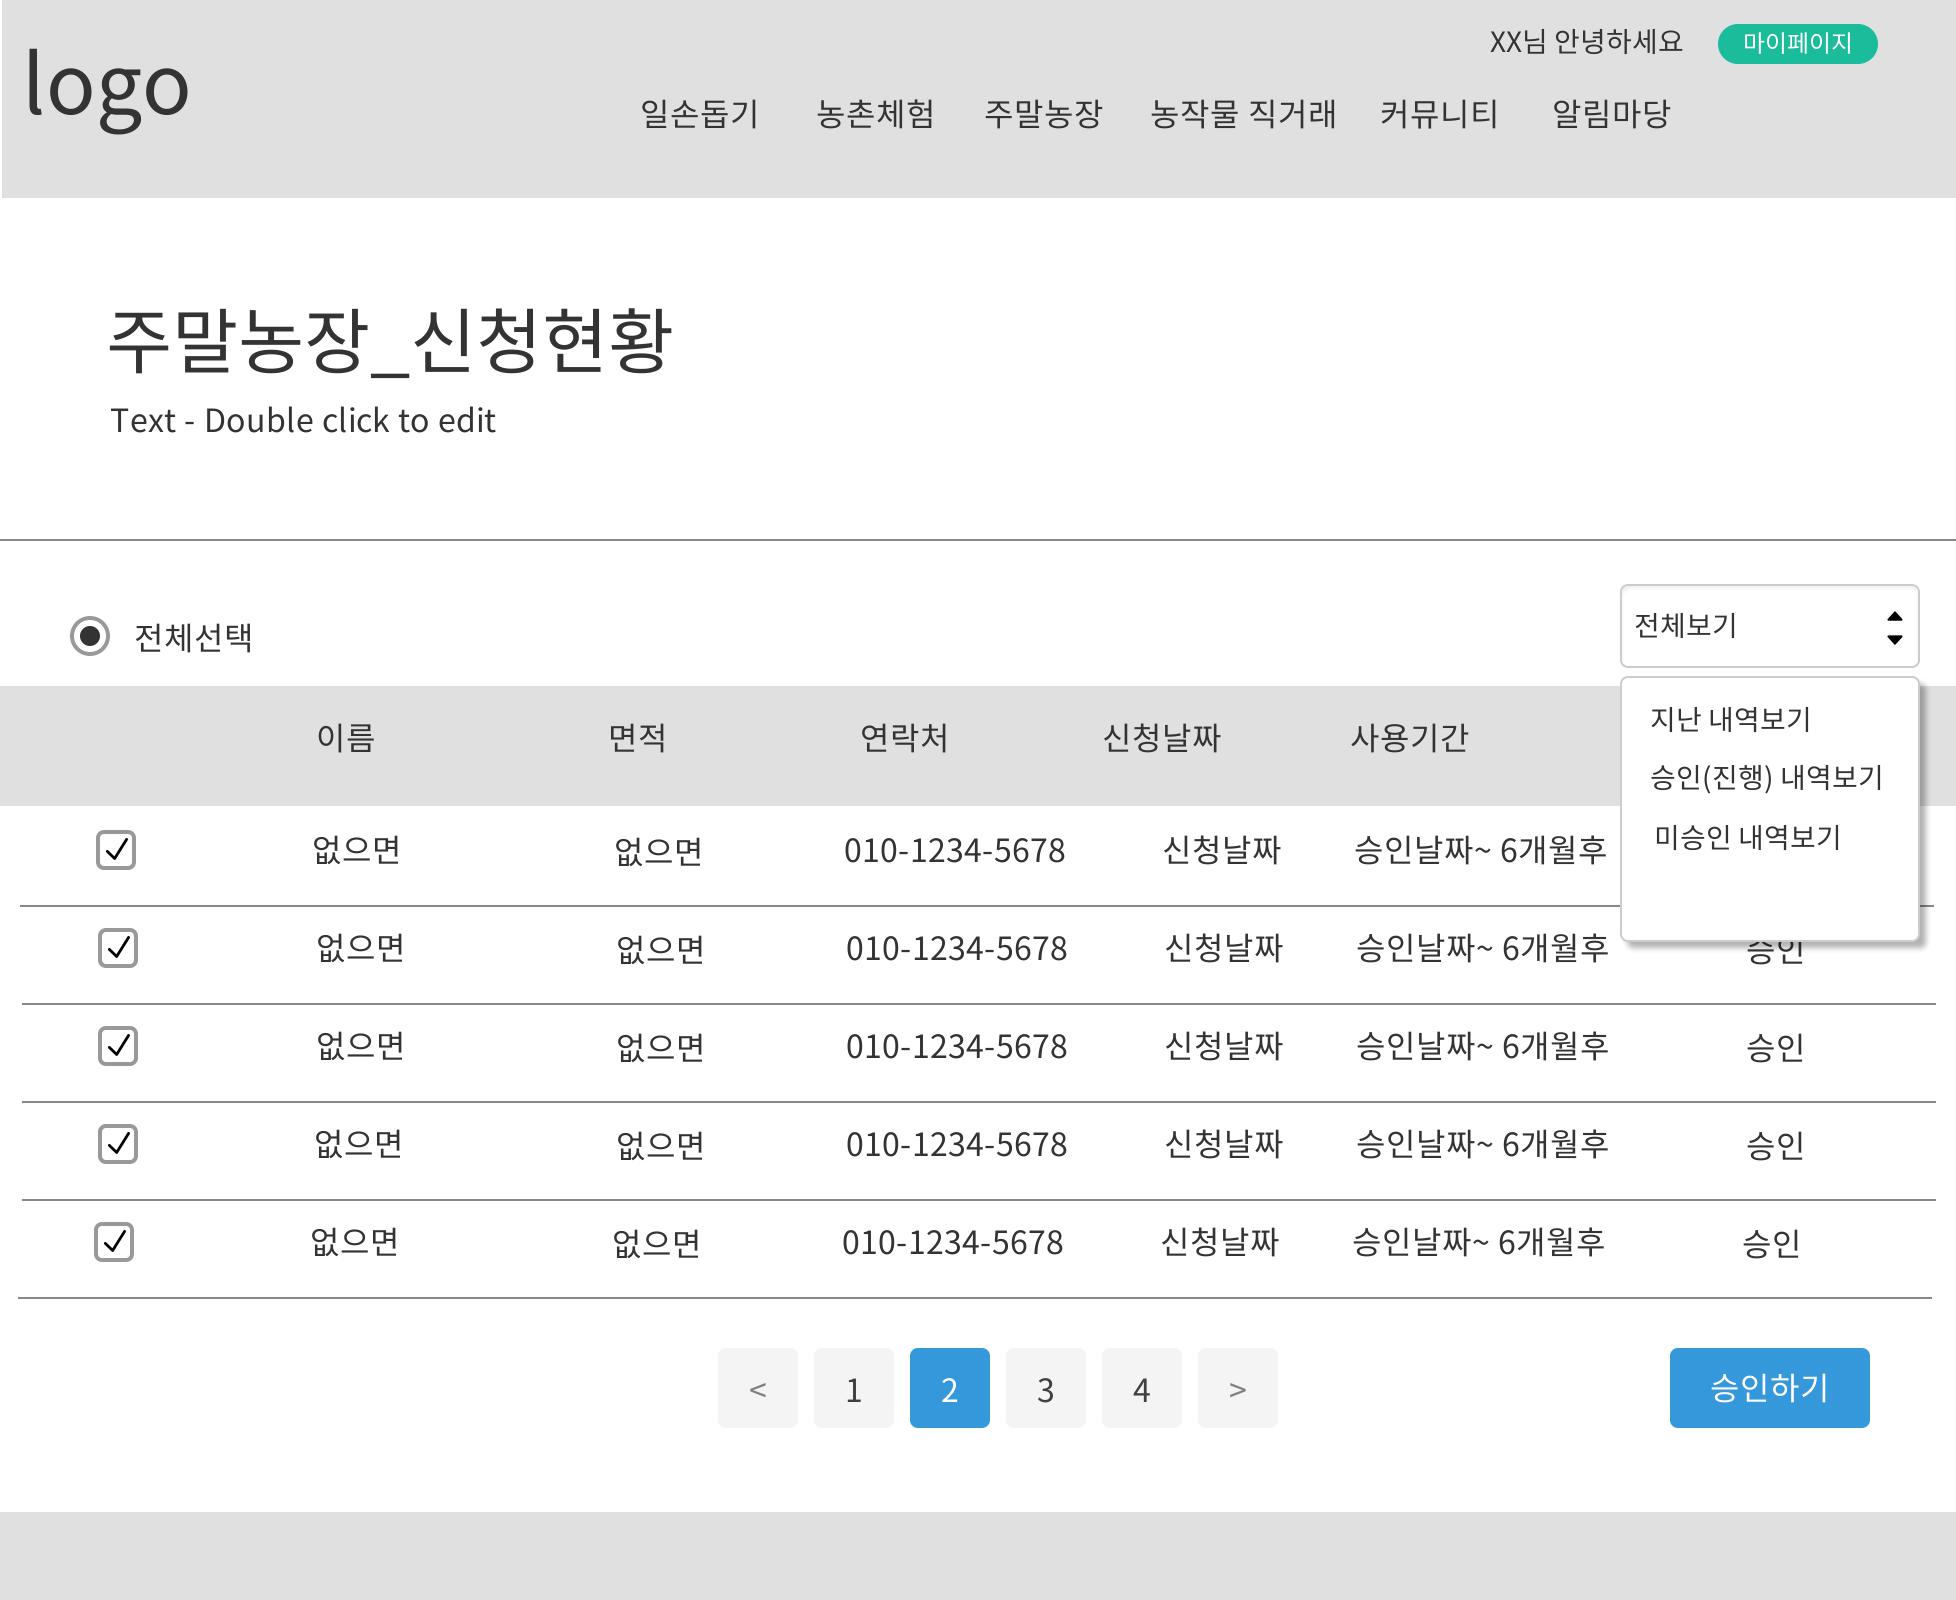 logo
XX님 안녕하세요 마이페이지
일손돕기 농촌체험 주말농장 농작물 직거래 커뮤니티 알림마당
주말농장_신청현황
Text - Double click to edit
전체선택 전체보기
이름 면적 연락처 신청날짜 사용기간
지난 내역보기
승인(진행) 내역보기
미승인 내역보기
없으면 없으면 010-1234-5678 신청날짜 승인날짜~ 6개월후
없으면 없으면 010-1234-5678 신청날짜 승인날짜~ 6개월후 승인
없으면 없으면 010-1234-5678 신청날짜 승인날짜~ 6개월후 승인
없으면 없으면 010-1234-5678 신청날짜 승인날짜~ 6개월후 승인
없으면 없으면 010-1234-5678 신청날짜 승인날짜~ 6개월후 승인
< 1 2 3 4 > 승인하기